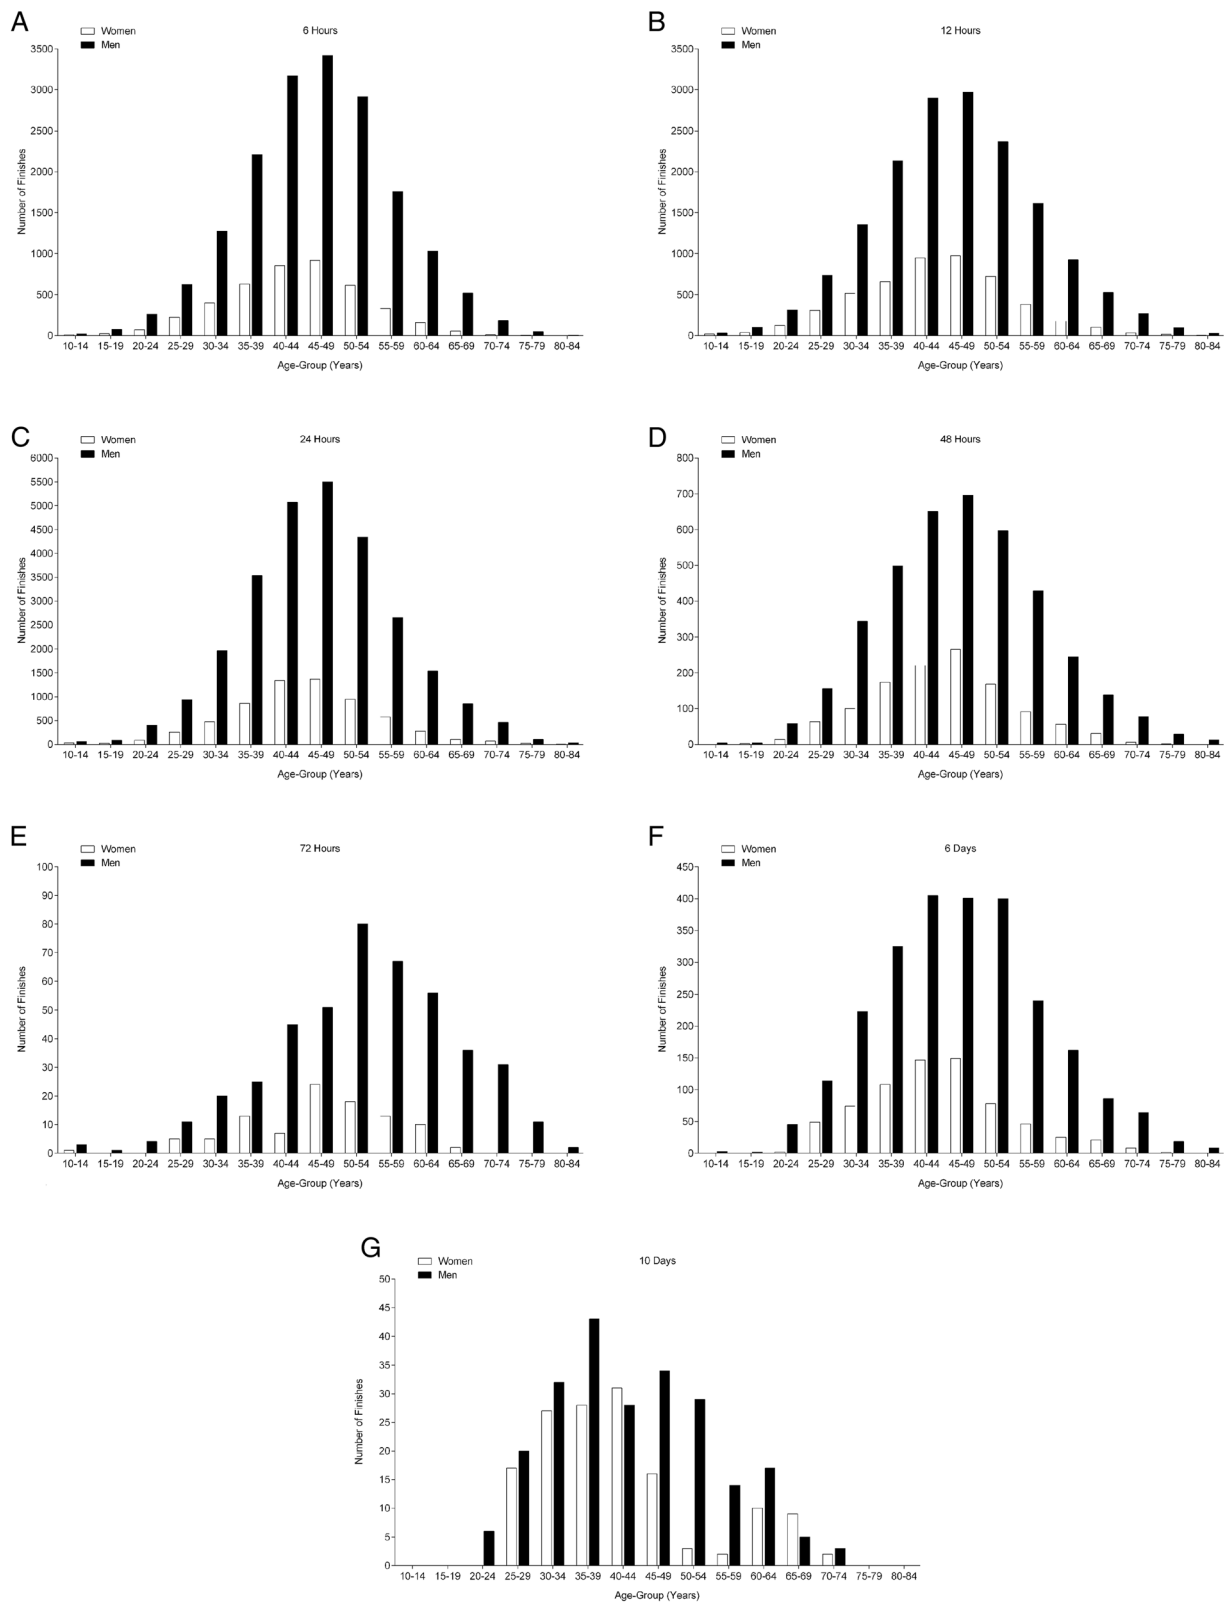 A
Women
Men
6 Hours
3500
3000
2500
2000
1500
1000
500
0
Number of Finishes
10-14 15-19 20-24 25-29 30-34 35-39 40-44 45-49 50-54 55-59 60-64 65-69 70-74 75-79 80-84
Age-Group (Years)
B
Women
Men
12 Hours
3500
3000
2500
2000
1500
1000
500
0
Number of Finishes
10-14 15-19 20-24 25-29 30-34 35-39 40-44 45-49 50-54 55-59 60-64 65-69 70-74 75-79 80-84
Age-Group (Years)
C
Women
Men
24 Hours
6000
5500
5000
4500
4000
3500
3000
2500
2000
1500
1000
500
0
Number of Finishes
10-14 15-19 20-24 25-29 30-34 35-39 40-44 45-49 50-54 55-59 60-64 65-69 70-74 75-79 80-84
Age-Group (Years)
D
Women
Men
48 Hours
800
700
600
500
400
300
200
100
0
Number of Finishes
10-14 15-19 20-24 25-29 30-34 35-39 40-44 45-49 50-54 55-59 60-64 65-69 70-74 75-79 80-84
Age-Group (Years)
E
Women
Men
72 Hours
100
90
80
70
60
50
40
30
20
10
0
Number of Finishes
10-14 15-19 20-24 25-29 30-34 35-39 40-44 45-49 50-54 55-59 60-64 65-69 70-74 75-79 80-84
Age-Group (Years)
F
Women
Men
6 Days
450
400
350
300
250
200
150
100
50
0
Number of Finishes
10-14 15-19 20-24 25-29 30-34 35-39 40-44 45-49 50-54 55-59 60-64 65-69 70-74 75-79 80-84
Age-Group (Years)
G
Women
Men
10 Days
50
45
40
35
30
25
20
15
10
5
0
Number of Finishes
10-14 15-19 20-24 25-29 30-34 35-39 40-44 45-49 50-54 55-59 60-64 65-69 70-74 75-79 80-84
Age-Group (Years)